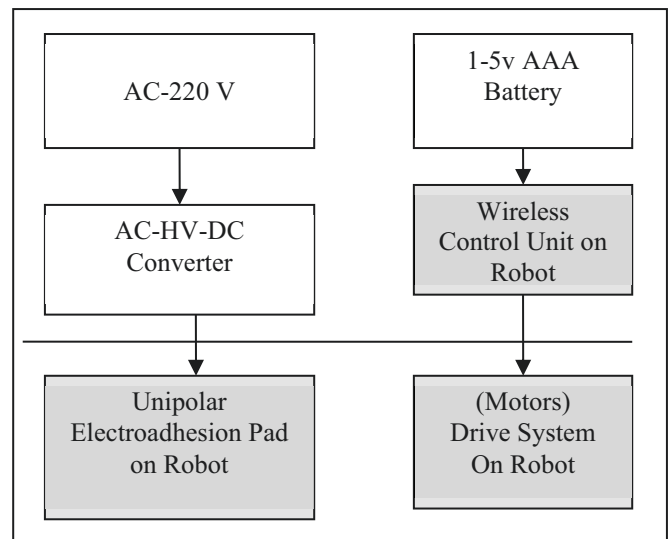 AC-220 V
AC-HV-DC
Converter
Unipolar
Electroadhesion Pad
on Robot
1-5v AAA
Battery
Wireless
Control Unit on
Robot
(Motors)
Drive System
On Robot